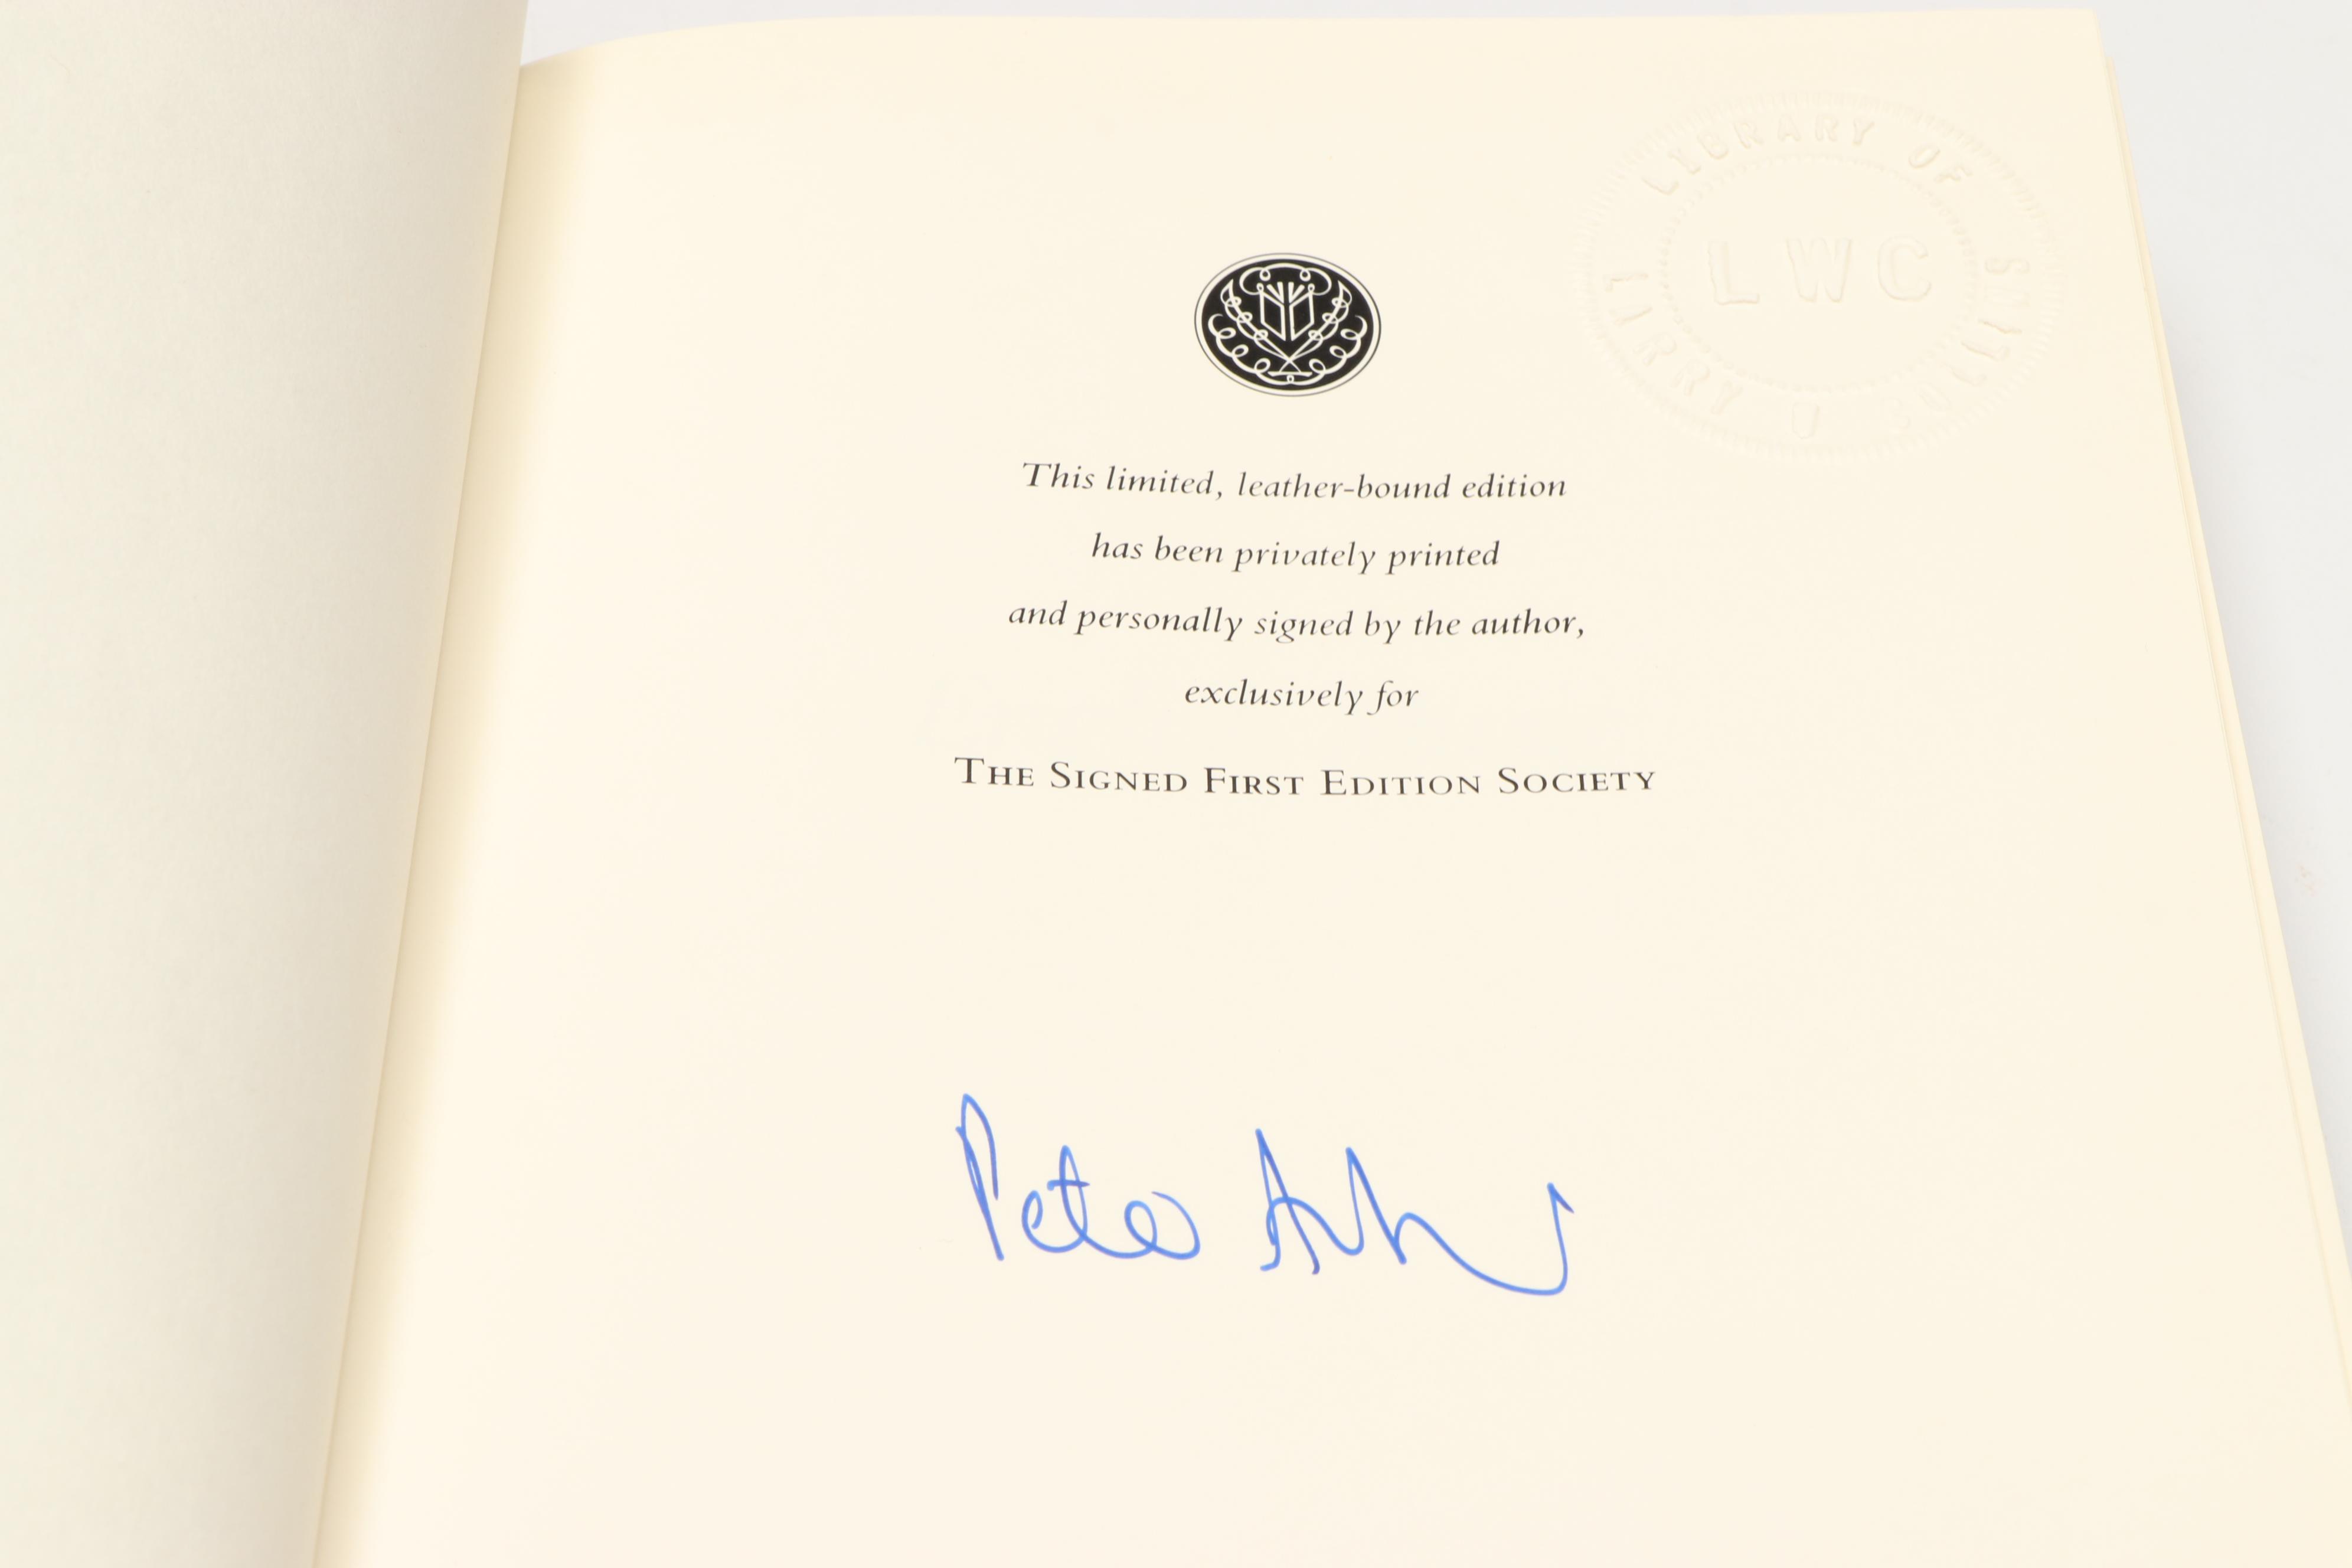 LIBRARY OF
LWC
This limited, leather-bound edition
has been privately printed
and personally signed by the author,
exclusively for
THE SIGNED FIRST EDITION SOCIETY
Peter